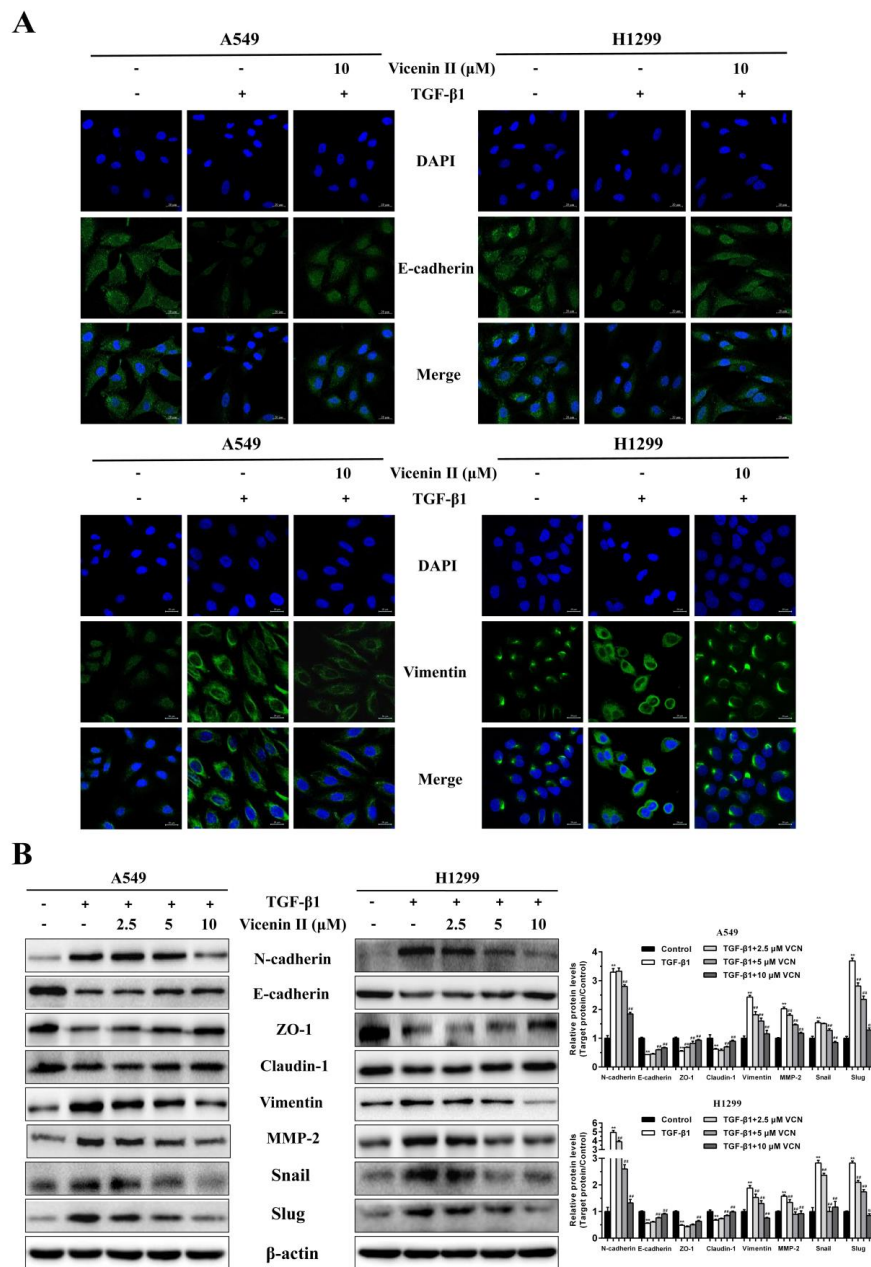 A
A549
H1299
- - 10 Vicenin II (μM) - - 10
- + + TGF-β1 - + +
DAPI
E-cadherin
Merge
A549
H1299
- - 10 Vicenin II (μM) - - 10
- + + TGF-β1 - + +
DAPI
Vimentin
Merge
B
A549
H1299
- + + + + TGF-β1 - + + + +
- - 2.5 5 10 Vicenin II (μM) - - 2.5 5 10
N-cadherin
E-cadherin
ZO-1
Claudin-1
Vimentin
MMP-2
Snail
Slug
β-actin
A549
Control
TGF-β1
TGF-β1+2.5 μM VCN
TGF-β1+5 μM VCN
TGF-β1+10 μM VCN
Relative protein levels
(Target protein/Control)
4
3
2
1
0
N-cadherin E-cadherin ZO-1 Claudin-1 Vimentin MMP-2 Snail Slug
H1299
Control
TGF-β1
TGF-β1+2.5 μM VCN
TGF-β1+5 μM VCN
TGF-β1+10 μM VCN
Relative protein levels
(Target protein/Control)
N-cadherin E-cadherin ZO-1 Claudin-1 Vimentin MMP-2 Snail Slug